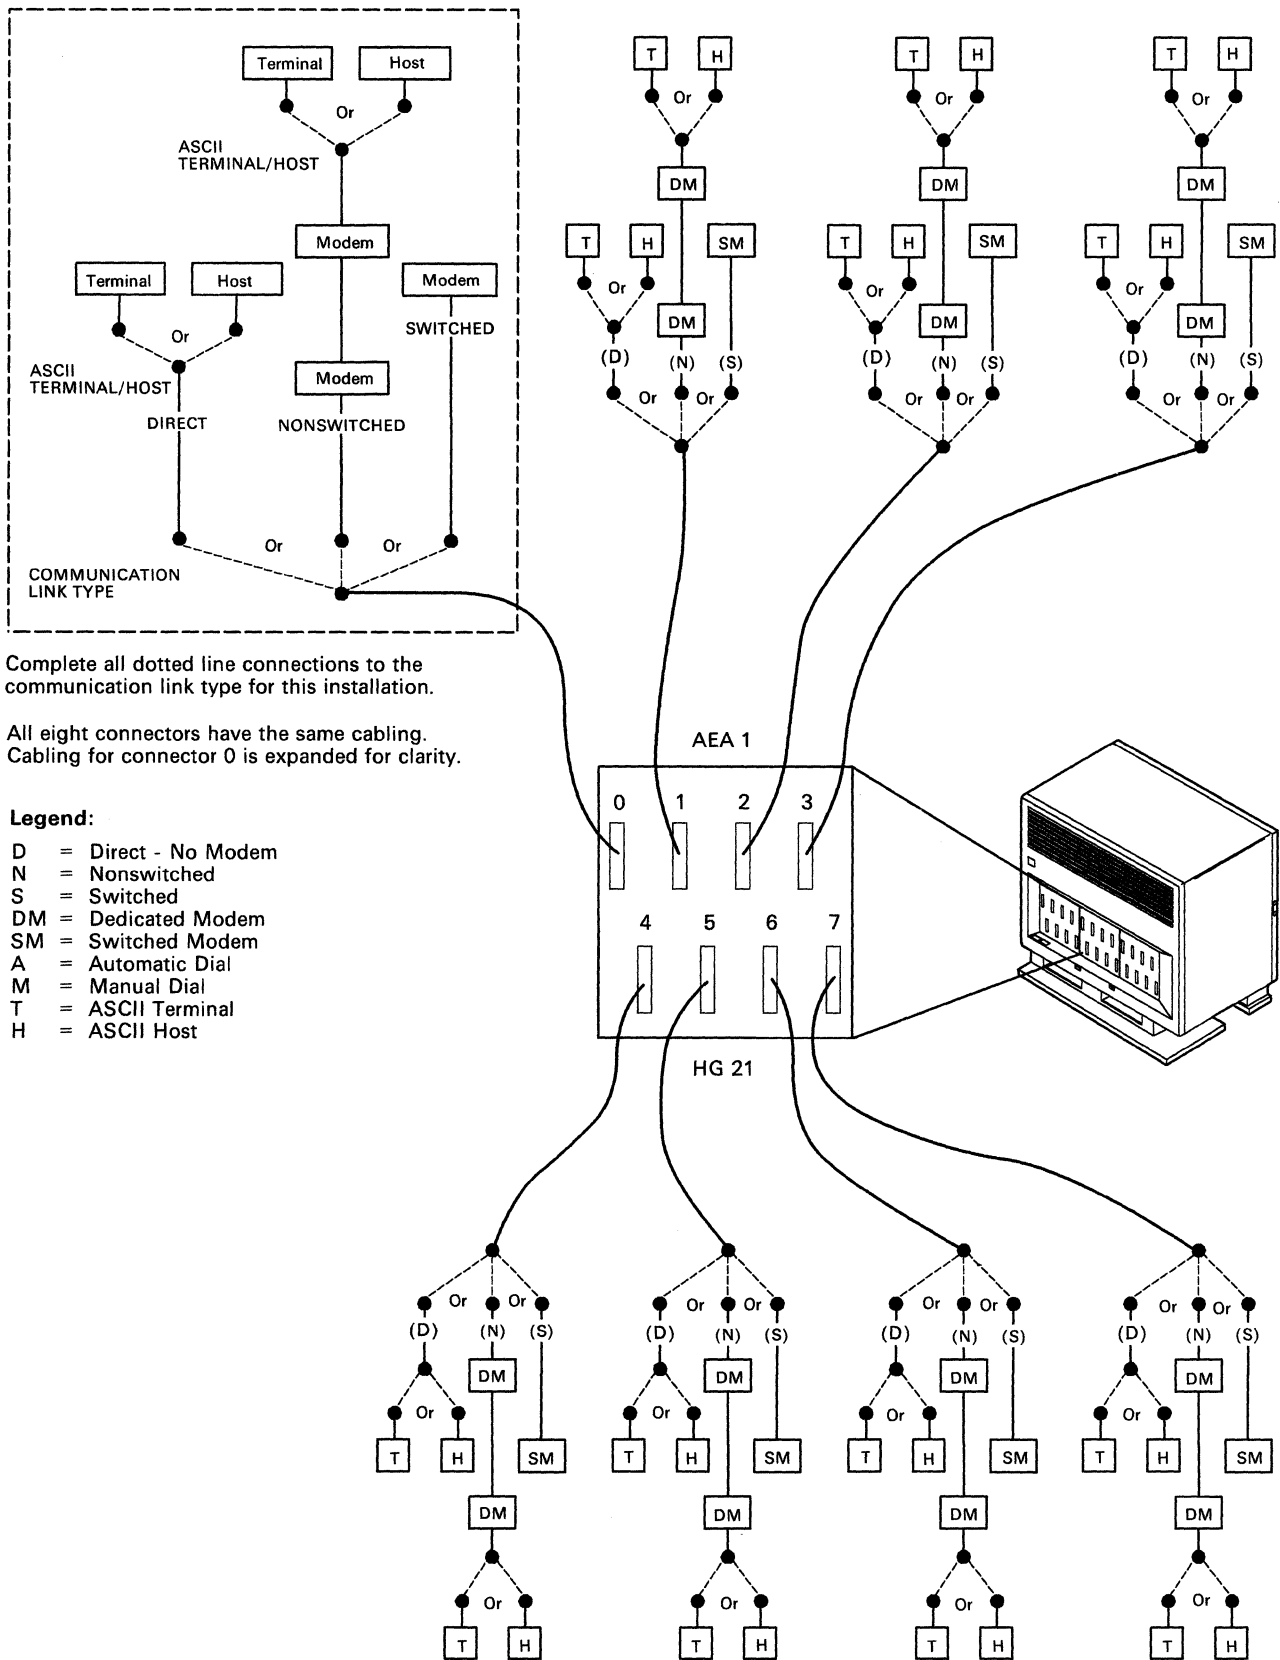 Terminal
Host
Or
ASCII
TERMINAL/HOST
Modem
Terminal
Host
Modem
Or
SWITCHED
ASCII
TERMINAL/HOST
Modem
DIRECT
NONSWITCHED
Or
Or
COMMUNICATION
LINK TYPE
T
H
Or
DM
T
H
SM
Or
DM
(D)
(N)
(S)
Or
Or
T
H
Or
DM
T
H
SM
Or
DM
(D)
(N)
(S)
Or
Or
T
H
Or
DM
T
H
SM
Or
DM
(D)
(N)
(S)
Or
Or
Complete all dotted line connections to the
communication link type for this installation.
All eight connectors have the same cabling.
Cabling for connector 0 is expanded for clarity.
Legend:
D = Direct - No Modem
N = Nonswitched
S = Switched
DM = Dedicated Modem
SM = Switched Modem
A = Automatic Dial
M = Manual Dial
T = ASCII Terminal
H = ASCII Host
AEA 1
0
1
2
3
4
5
6
7
HG 21
Or
Or
(D)
(N)
(S)
DM
Or
T
H
SM
DM
Or
T
H
Or
Or
(D)
(N)
(S)
DM
Or
T
H
SM
DM
Or
T
H
Or
Or
(D)
(N)
(S)
DM
Or
T
H
SM
DM
Or
T
H
Or
Or
(D)
(N)
(S)
DM
Or
T
H
SM
DM
Or
T
H